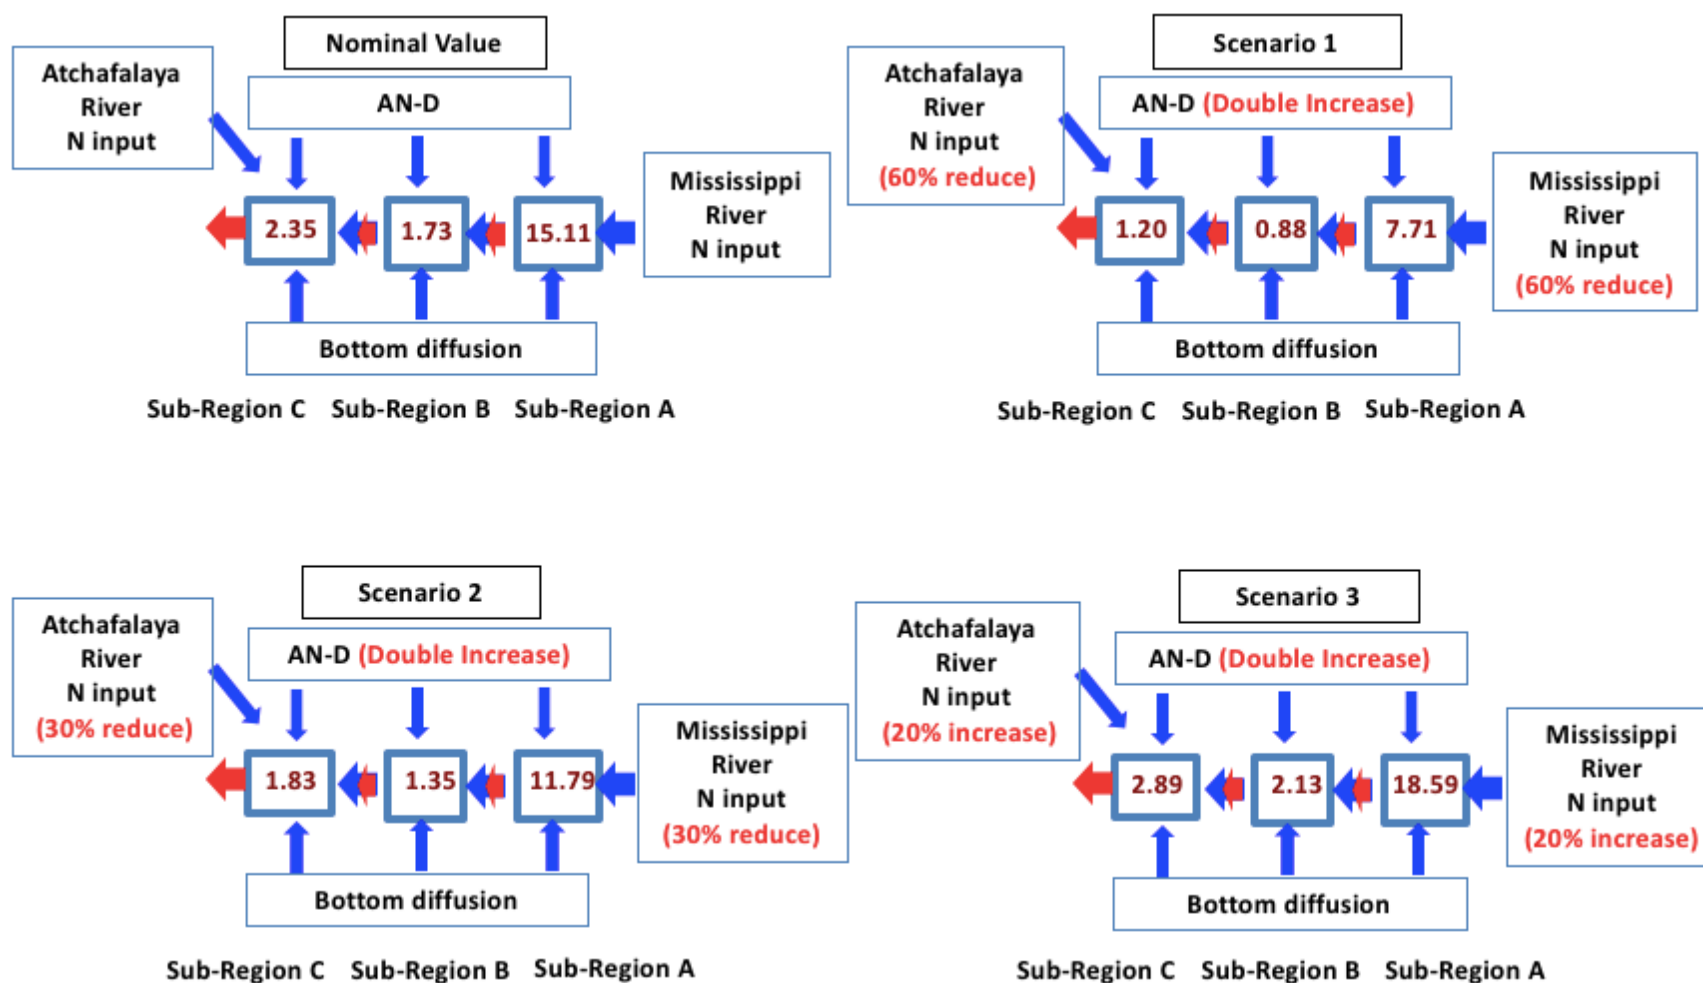 Nominal Value
Atchafalaya
River
N input
AN-D
Mississippi
River
N input
2.35
1.73
15.11
Bottom diffusion
Sub-Region C
Sub-Region B
Sub-Region A
Scenario 1
Atchafalaya
River
N input
(60% reduce)
AN-D (Double Increase)
Mississippi
River
N input
(60% reduce)
1.20
0.88
7.71
Bottom diffusion
Sub-Region C
Sub-Region B
Sub-Region A
Scenario 2
Atchafalaya
River
N input
(30% reduce)
AN-D (Double Increase)
Mississippi
River
N input
(30% reduce)
1.83
1.35
11.79
Bottom diffusion
Sub-Region C
Sub-Region B
Sub-Region A
Scenario 3
Atchafalaya
River
N input
(20% increase)
AN-D (Double Increase)
Mississippi
River
N input
(20% increase)
2.89
2.13
18.59
Bottom diffusion
Sub-Region C
Sub-Region B
Sub-Region A